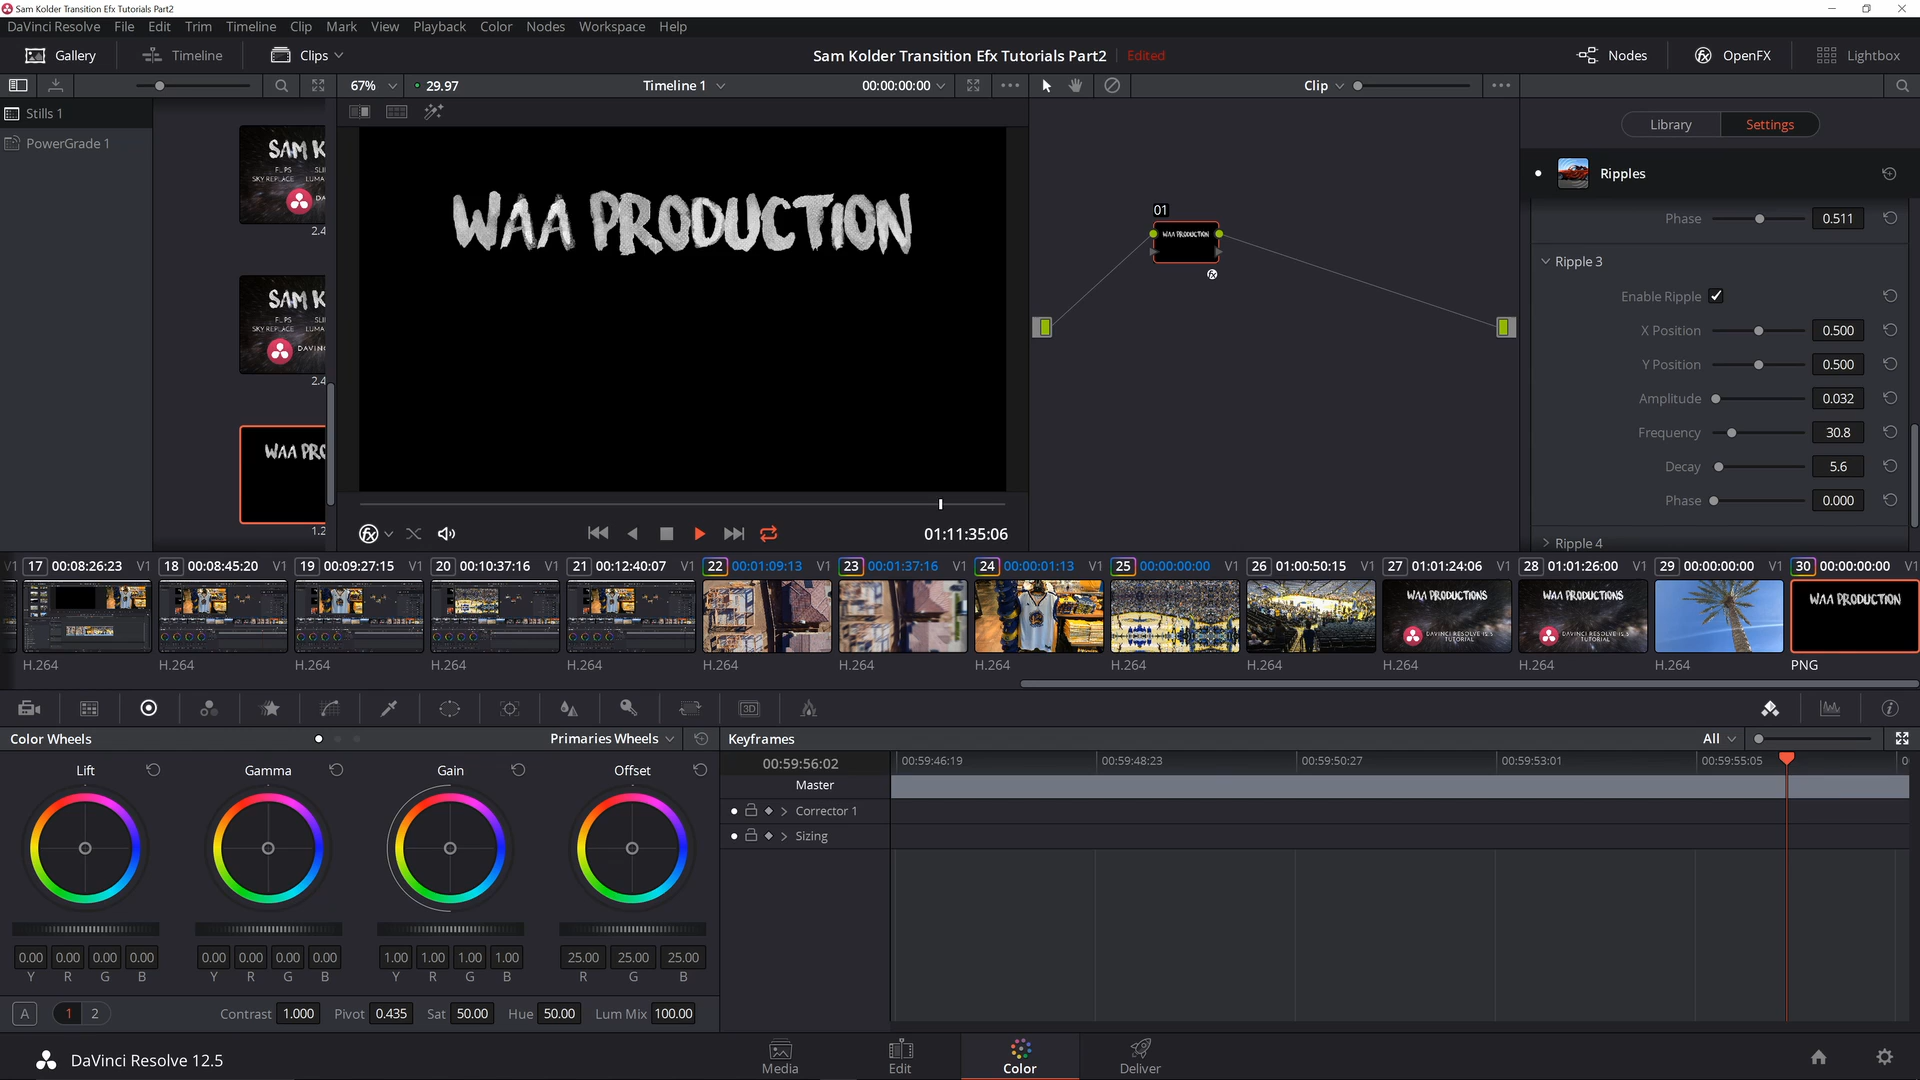 Sam Kolder Transition Efx Tutorials Part2
DaVinci Resolve File Edit Trim Timeline Clip Mark View Playback Color Nodes Workspace Help
Gallery Timeline Clips Sam Kolder Transition Efx Tutorials Part2 Edited Nodes OpenFX Lightbox
67% 29.97 Timeline 1 00:00:00:00 Clip
Stills 1
PowerGrade 1
Library Settings
Ripples
Phase 0.511
Ripple 3
Enable Ripple
X Position 0.500
Y Position 0.500
Amplitude 0.032
Frequency 30.8
Decay 5.6
Phase 0.000
Ripple 4
SAM K
SKY REPLACE
2.4
SAM K
SKY REPLACE LUMA
DAVINC
2.4
WAA PRO
1.2
WAA PRODUCTION
01
WAA PRODUCTION
01:11:35:06
V1 17 00:08:26:23 V1 18 00:08:45:20 V1 19 00:09:27:15 V1 20 00:10:37:16 V1 21 00:12:40:07 V1 22 00:01:09:13 V1 23 00:01:37:16 V1 24 00:00:01:13 V1 25 00:00:00:00 V1 26 01:00:50:15 V1 27 01:01:24:06 V1 28 01:01:26:00 V1 29 00:00:00:00 V1 30 00:00:00:00 V1
WAA PRODUCTIONS WAA PRODUCTIONS WAA PRODUCTION
DAVINCI RESOLVE 12.5 TUTORIAL DAVINCI RESOLVE 12.5 TUTORIAL
H.264 H.264 H.264 H.264 H.264 H.264 H.264 H.264 H.264 H.264 H.264 H.264 H.264 PNG
3D
Color Wheels Primaries Wheels
Lift Gamma Gain Offset
0.00 0.00 0.00 0.00 0.00 0.00 0.00 0.00 1.00 1.00 1.00 1.00 25.00 25.00 25.00
Y R G B Y R G B Y R G B R G B
A 1 2 Contrast 1.000 Pivot 0.435 Sat 50.00 Hue 50.00 Lum Mix 100.00
Keyframes All
00:59:56:02 00:59:46:19 00:59:48:23 00:59:50:27 00:59:53:01 00:59:55:05 0
Master
Corrector 1
Sizing
DaVinci Resolve 12.5 Media Edit Color Deliver